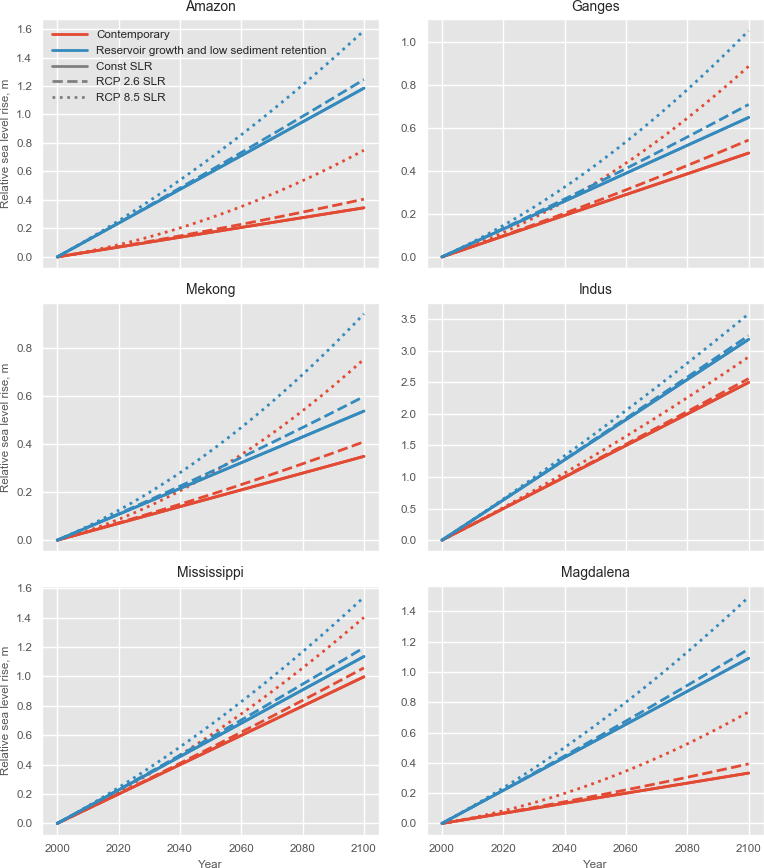 Amazon
Relative sea level rise, m
1.6
1.4
1.2
1.0
0.8
0.6
0.4
0.2
0.0
Contemporary
Reservoir growth and low sediment retention
Const SLR
RCP 2.6 SLR
RCP 8.5 SLR
Ganges
1.0
0.8
0.6
0.4
0.2
0.0
Mekong
Relative sea level rise, m
0.8
0.6
0.4
0.2
0.0
Indus
3.5
3.0
2.5
2.0
1.5
1.0
0.5
0.0
Mississippi
Relative sea level rise, m
1.6
1.4
1.2
1.0
0.8
0.6
0.4
0.2
0.0
2000 2020 2040 2060 2080 2100
Year
Magdalena
1.4
1.2
1.0
0.8
0.6
0.4
0.2
0.0
2000 2020 2040 2060 2080 2100
Year